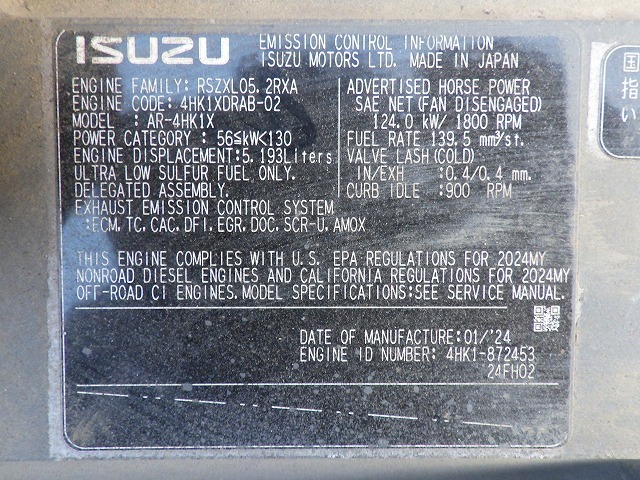 ISUZU
EMISSION CONTROL INFORMATION
ISUZU MOTORS LTD. MADE IN JAPAN
ENGINE FAMILY: RSZXL05.2RXA
ENGINE CODE: 4HK1XDRAB-02
MODEL : AR-4HK1X
POWER CATEGORY : 56≦kW<130
ENGINE DISPLACEMENT:5.193Liters
ULTRA LOW SULFUR FUEL ONLY.
DELEGATED ASSEMBLY.
EXHAUST EMISSION CONTROL SYSTEM
:ECM,TC,CAC,DFI,EGR,DOC,SCR-U,AMOX
ADVERTISED HORSE POWER
SAE NET(FAN DISENGAGED)
124.0 kW/ 1800 RPM
FUEL RATE 139.5 mm³/st.
VALVE LASH(COLD)
IN/EXH :0.4/0.4 mm.
CURB IDLE :900 RPM
THIS ENGINE COMPLIES WITH U.S. EPA REGULATIONS FOR 2024MY
NONROAD DIESEL ENGINES AND CALIFORNIA REGULATIONS FOR 2024MY
OFF-ROAD CI ENGINES.MODEL SPECIFICATIONS:SEE SERVICE MANUAL.
DATE OF MANUFACTURE:01/'24
ENGINE ID NUMBER: 4HK1-872453
24FH02
国
指
い